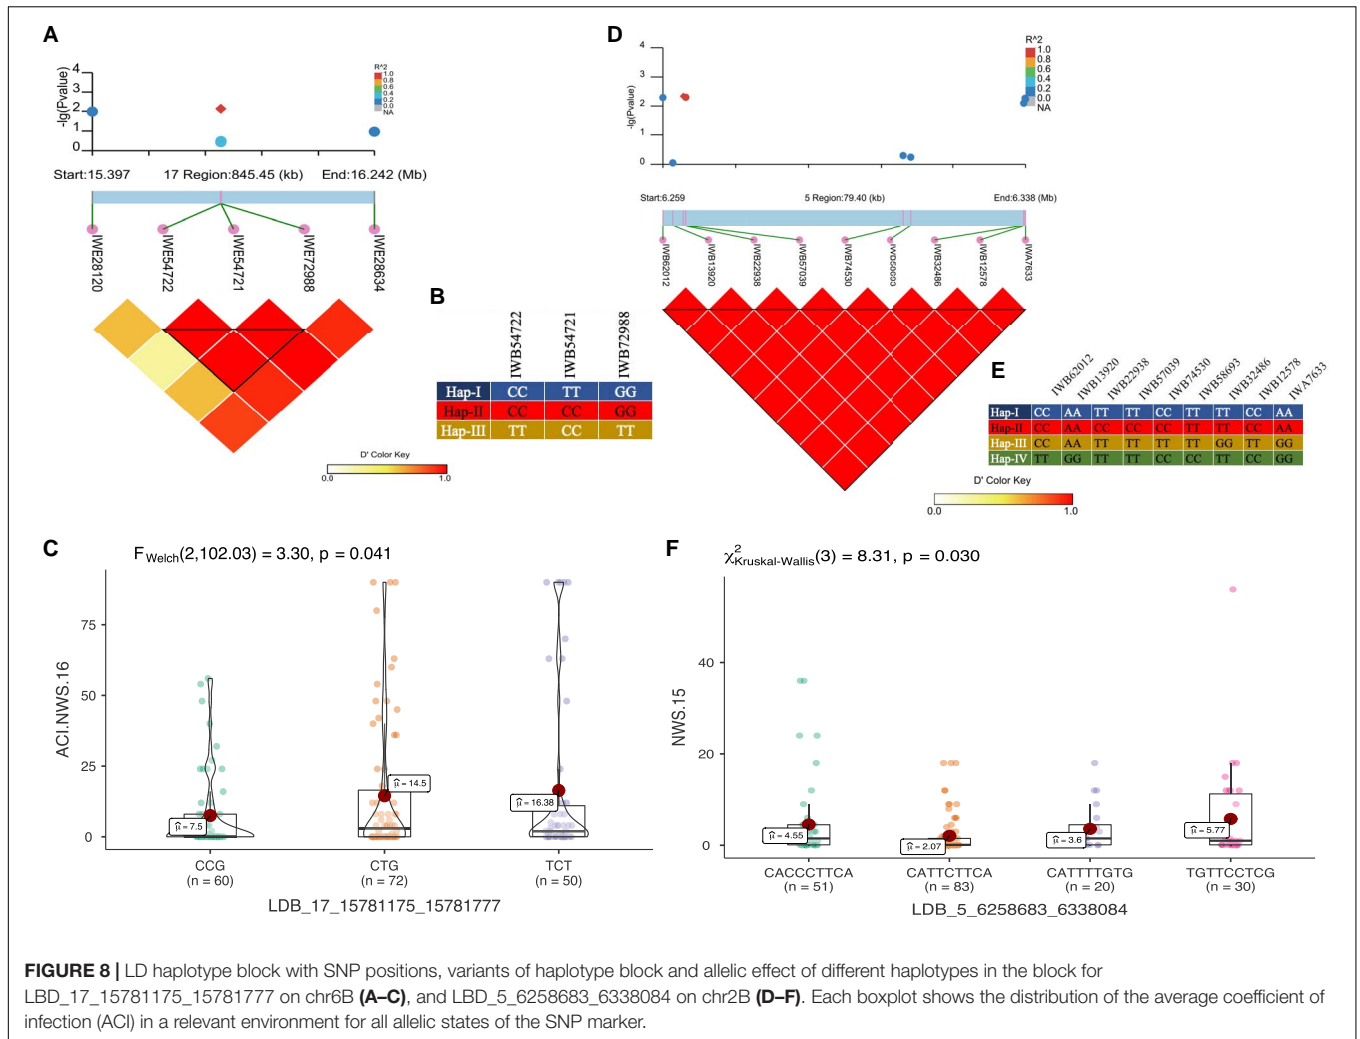 A
-lg(Pvalue)
4
3
2
1
0
R^2
1.0
0.8
0.6
0.4
0.2
0.0
NA
Start:15.397 17 Region:845.45 (kb) End:16.242 (Mb)
IWE28120
IWE54722
IWE54721
IWE72988
IWE28634
D' Color Key
0.0 1.0
B
IWB54722 IWB54721 IWB72988
Hap-I CC TT GG
Hap-II CC CC GG
Hap-III TT CC TT
C
F Welch(2,102.03) = 3.30, p = 0.041
ACI.NWS.16
75
50
25
0
μ̂ = 7.5
μ̂ = 14.5
μ̂ = 16.38
CCG CTG TCT
(n = 60) (n = 72) (n = 50)
LDB_17_15781175_15781777
D
-lg(Pvalue)
4
3
2
1
0
R^2
1.0
0.8
0.6
0.4
0.2
0.0
NA
Start:6.259 5 Region:79.40 (kb) End:6.338 (Mb)
IWB62012
IWB13920
IWB22938
IWB57039
IWB74530
IWB32486
IWB12578
IWA7633
D' Color Key
0.0 1.0
E
IWB62012 IWB13920 IWB22938 IWB57039 IWB74530 IWB58693 IWB32486 IWB12578 IWA7633
Hap-I CC AA TT TT CC TT TT CC AA
Hap-II CC AA CC CC CC TT TT CC AA
Hap-III CC AA TT TT TT TT GG TT GG
Hap-IV TT GG TT TT CC CC TT CC GG
F
χ² Kruskal-Wallis(3) = 8.31, p = 0.030
NWS.15
40
20
0
μ̂ = 4.55
μ̂ = 2.07
μ̂ = 3.6
μ̂ = 5.77
CACCCTTCA CATTCTTCA CATTTTGTG TGTTCCTCG
(n = 51) (n = 83) (n = 20) (n = 30)
LDB_5_6258683_6338084
FIGURE 8 | LD haplotype block with SNP positions, variants of haplotype block and allelic effect of different haplotypes in the block for
LBD_17_15781175_15781777 on chr6B (A–C), and LBD_5_6258683_6338084 on chr2B (D–F). Each boxplot shows the distribution of the average coefficient of
infection (ACI) in a relevant environment for all allelic states of the SNP marker.